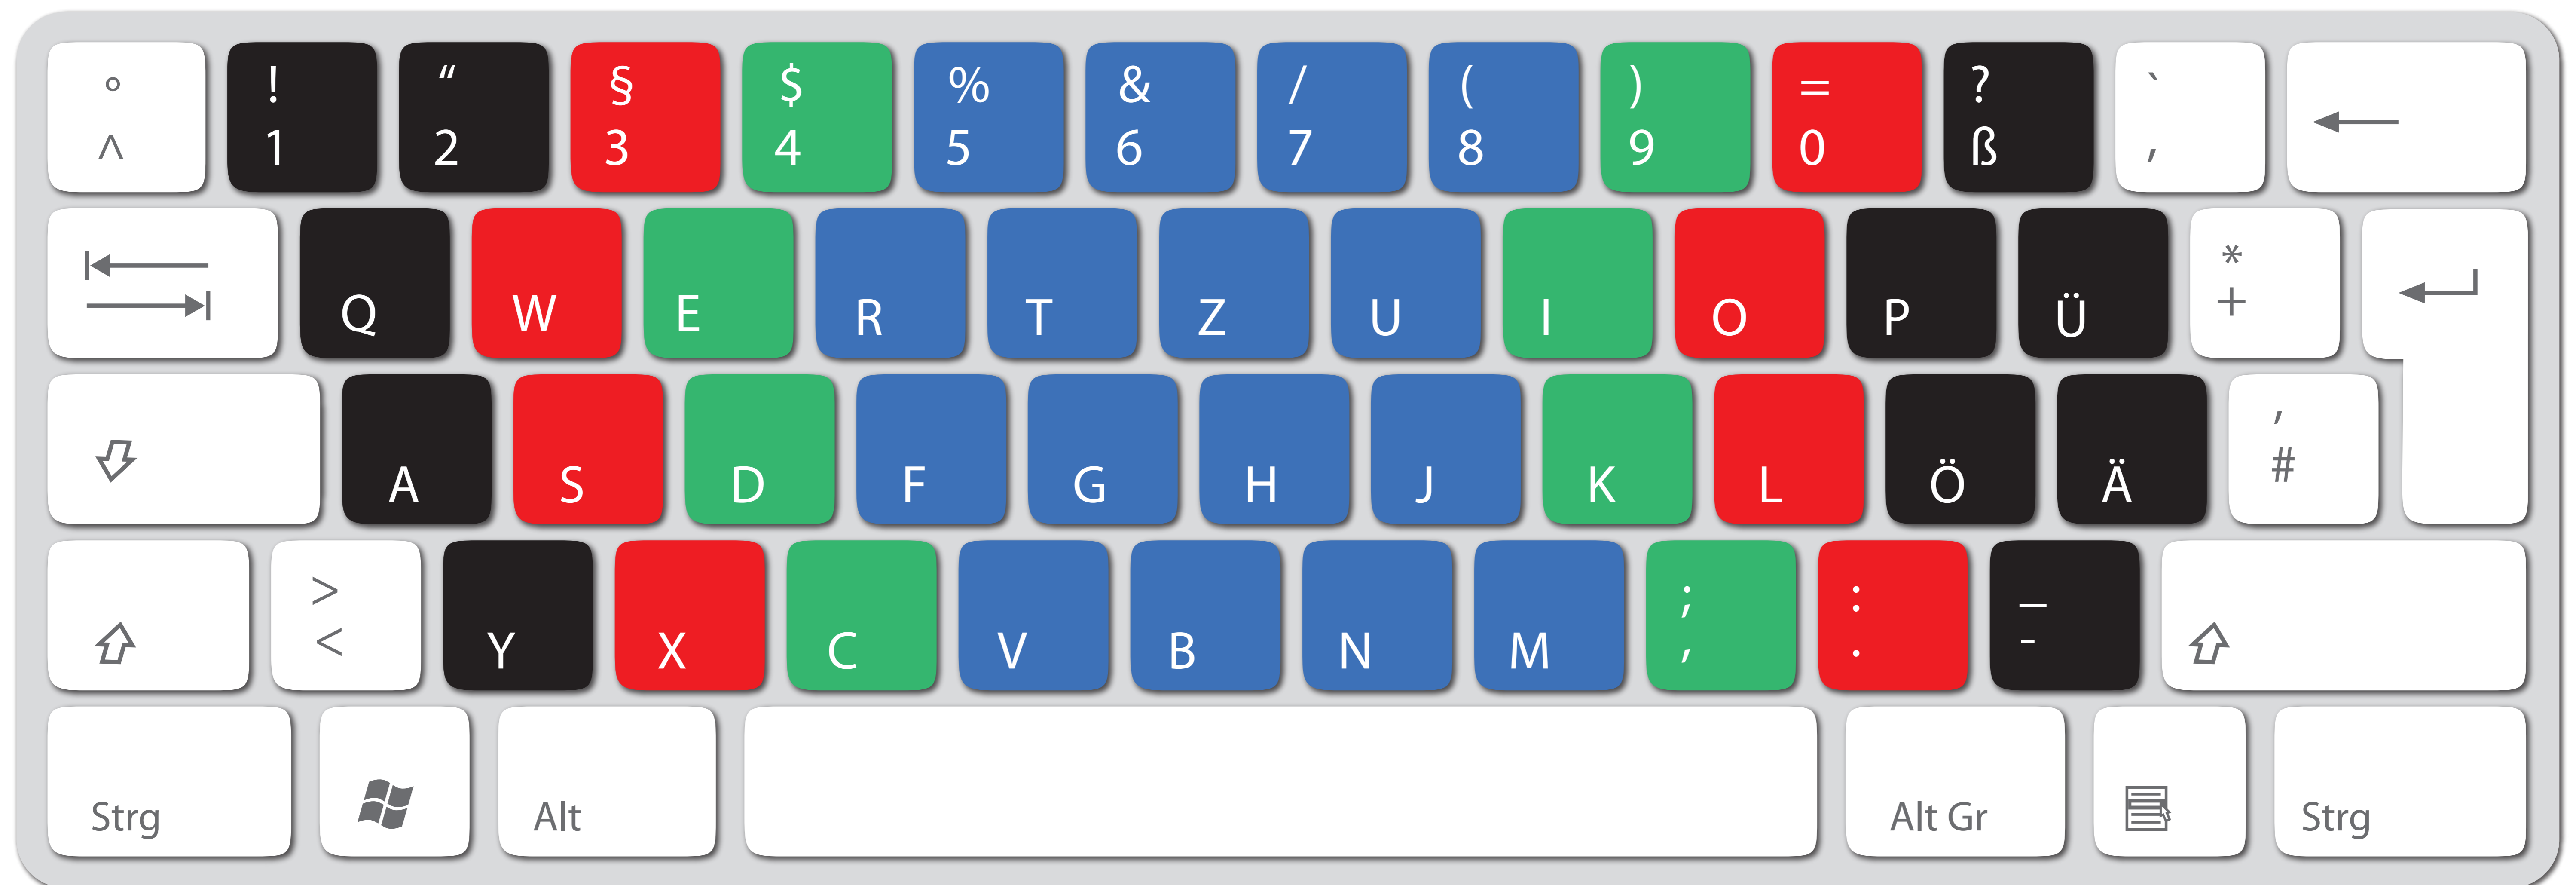 ° ! “ § $ % & / ( ) = ? `
^ 1 2 3 4 5 6 7 8 9 0 ß ,
Q W E R T Z U I O P Ü * +
A S D F G H J K L Ö Ä ' #
> < Y X C V B N M ; , : . _ -
Strg Alt Alt Gr Strg